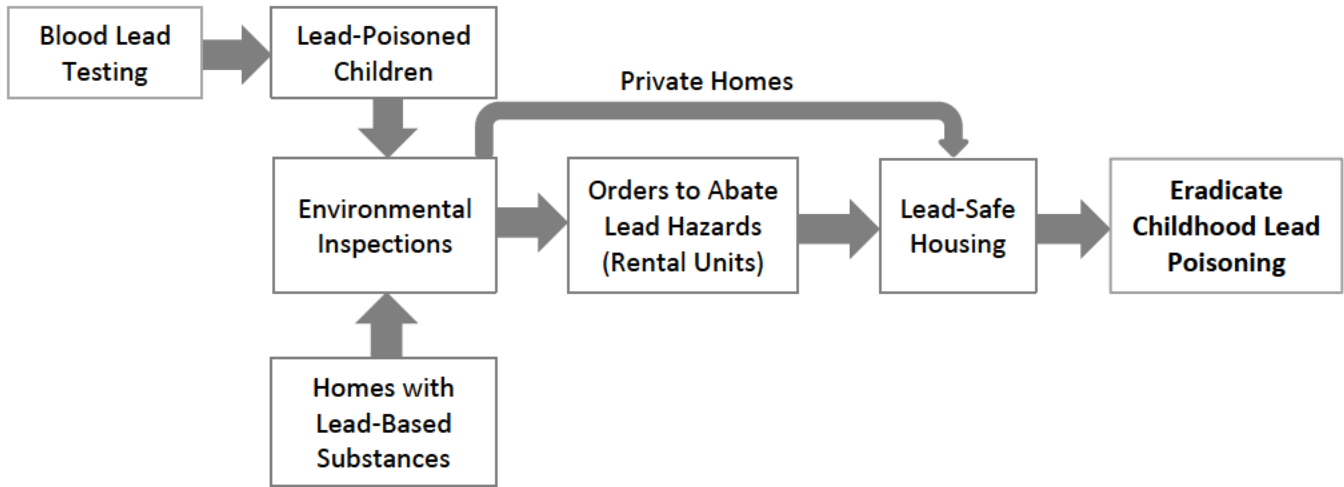 Blood Lead
Testing
Lead-Poisoned
Children
Private Homes
Environmental
Inspections
Orders to Abate
Lead Hazards
(Rental Units)
Lead-Safe
Housing
Eradicate
Childhood Lead
Poisoning
Homes with
Lead-Based
Substances